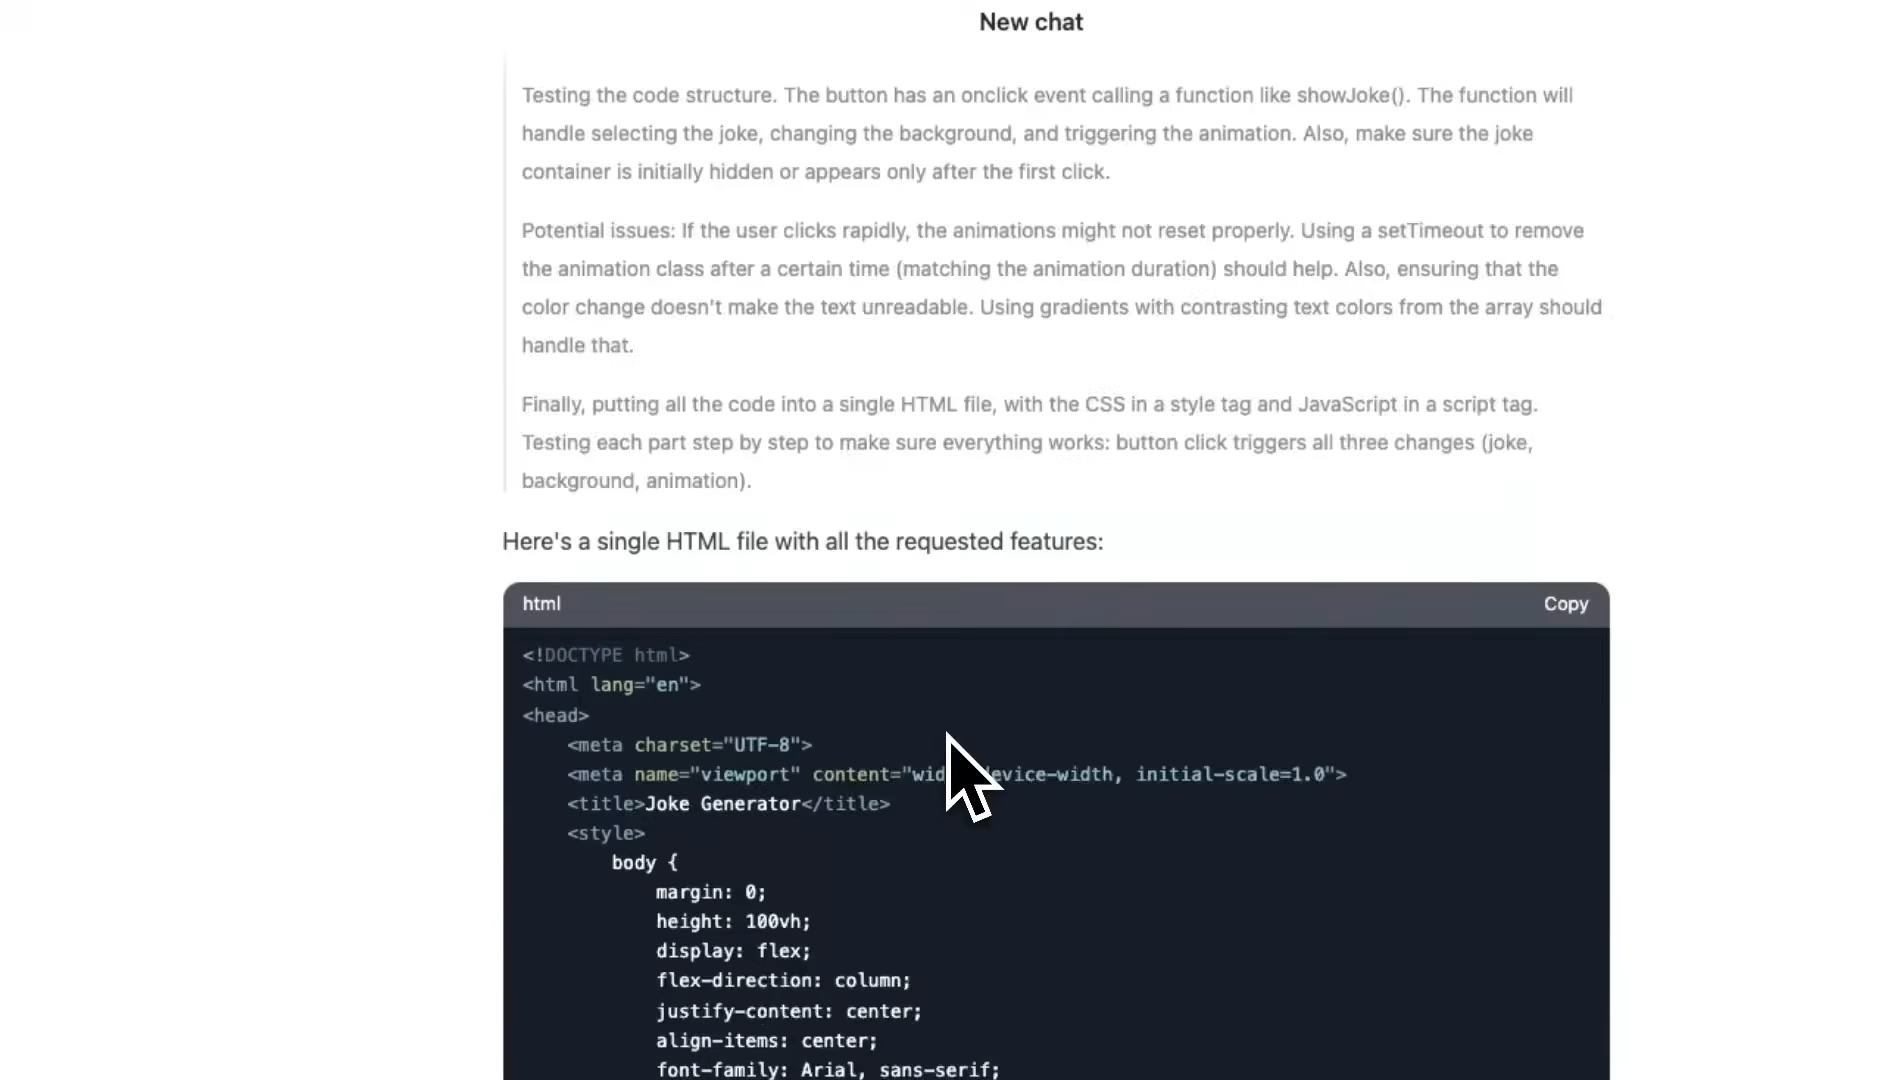 New chat
Testing the code structure. The button has an onclick event calling a function like showJoke(). The function will
handle selecting the joke, changing the background, and triggering the animation. Also, make sure the joke
container is initially hidden or appears only after the first click.
Potential issues: If the user clicks rapidly, the animations might not reset properly. Using a setTimeout to remove
the animation class after a certain time (matching the animation duration) should help. Also, ensuring that the
color change doesn't make the text unreadable. Using gradients with contrasting text colors from the array should
handle that.
Finally, putting all the code into a single HTML file, with the CSS in a style tag and JavaScript in a script tag.
Testing each part step by step to make sure everything works: button click triggers all three changes (joke,
background, animation).
Here's a single HTML file with all the requested features:
html Copy
<!DOCTYPE html>
<html lang="en">
<head>
<meta charset="UTF-8">
<meta name="viewport" content="wid evice-width, initial-scale=1.0">
<title>Joke Generator</title>
<style>
body {
margin: 0;
height: 100vh;
display: flex;
flex-direction: column;
justify-content: center;
align-items: center;
font-family: Arial, sans-serif;